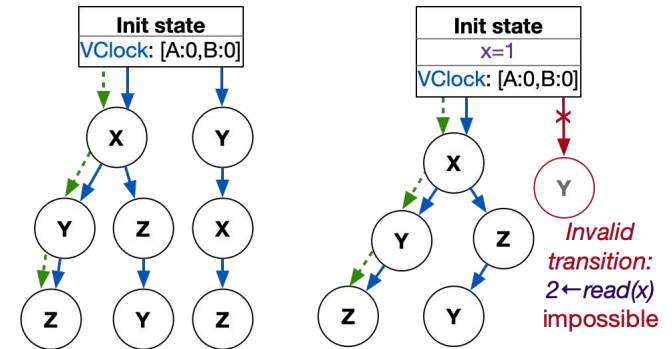 Init state
VClock: [A:0,B:0]
X
Y
Y
Z
X
Z
Y
Z
Init state
x=1
VClock: [A:0,B:0]
X
Y
Y
Z
Z
Y
Invalid
transition:
2←read(x)
impossible